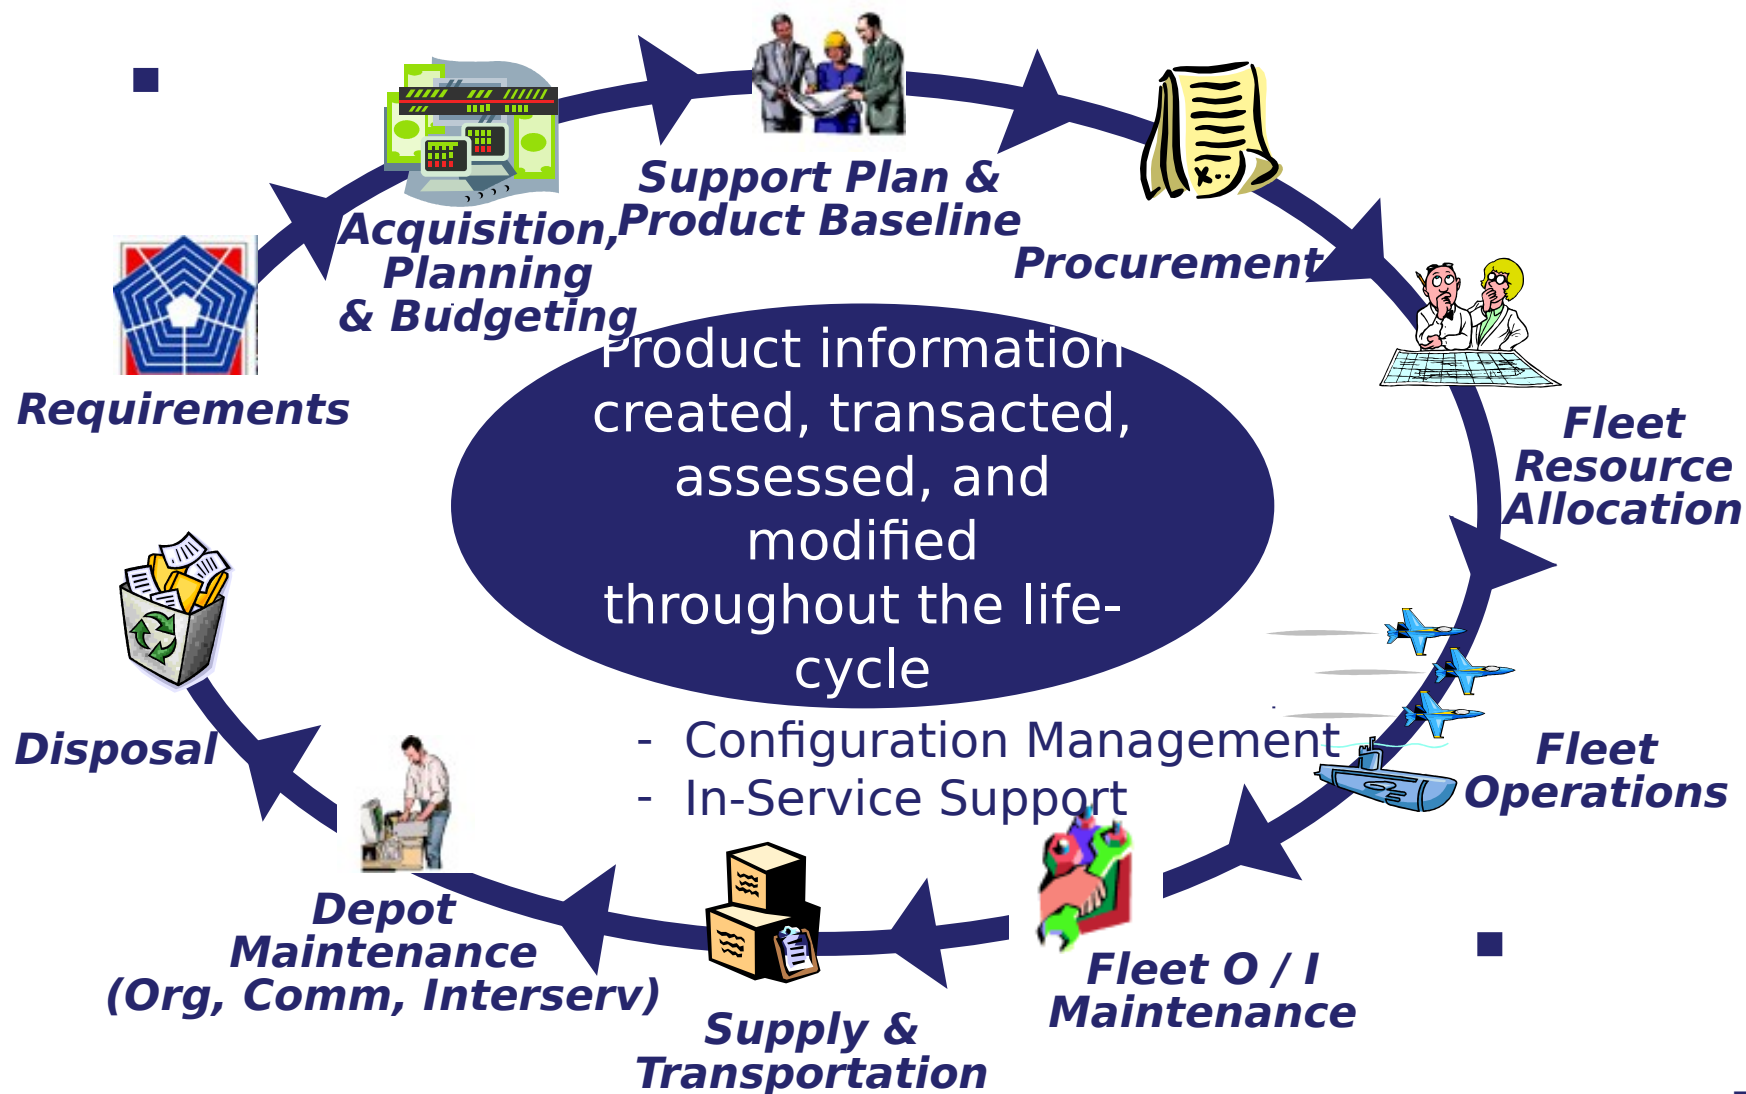 Support Plan &
Product Baseline
Acquisition,
Planning
& Budgeting
Procurement
Requirements
Fleet
Resource
Allocation
Product information
created, transacted,
assessed, and
modified
throughout the life-
cycle
- Configuration Management
- In-Service Support
Disposal
Fleet
Operations
Depot
Maintenance
(Org, Comm, Interserv)
Fleet O / I
Maintenance
Supply &
Transportation